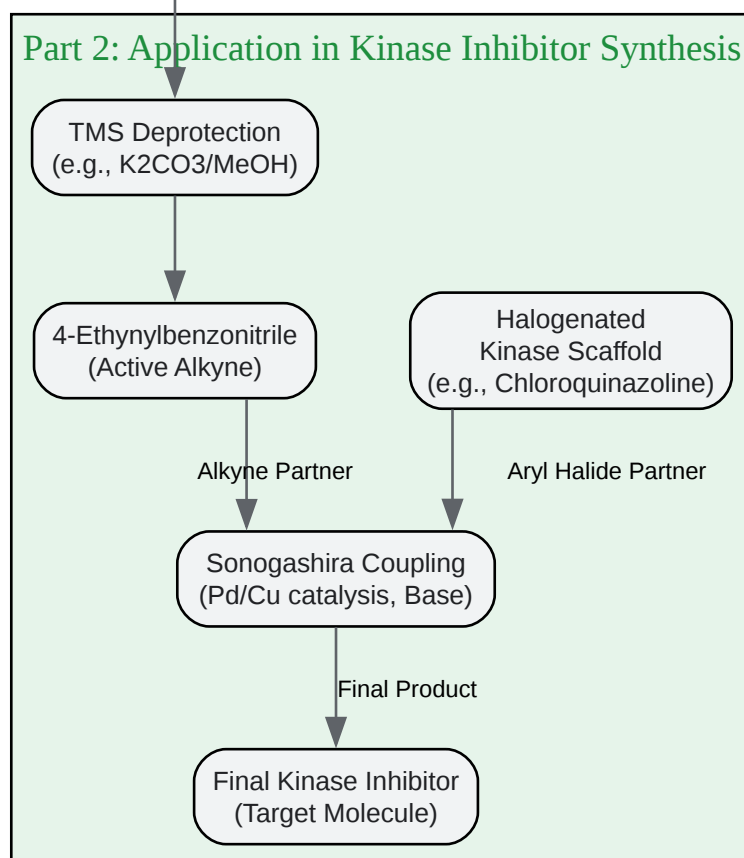 Part 2: Application in Kinase Inhibitor Synthesis
TMS Deprotection
(e.g., K2CO3/MeOH)
4-Ethynylbenzonitrile
(Active Alkyne)
Halogenated
Kinase Scaffold
(e.g., Chloroquinazoline)
Alkyne Partner
Aryl Halide Partner
Sonogashira Coupling
(Pd/Cu catalysis, Base)
Final Product
Final Kinase Inhibitor
(Target Molecule)